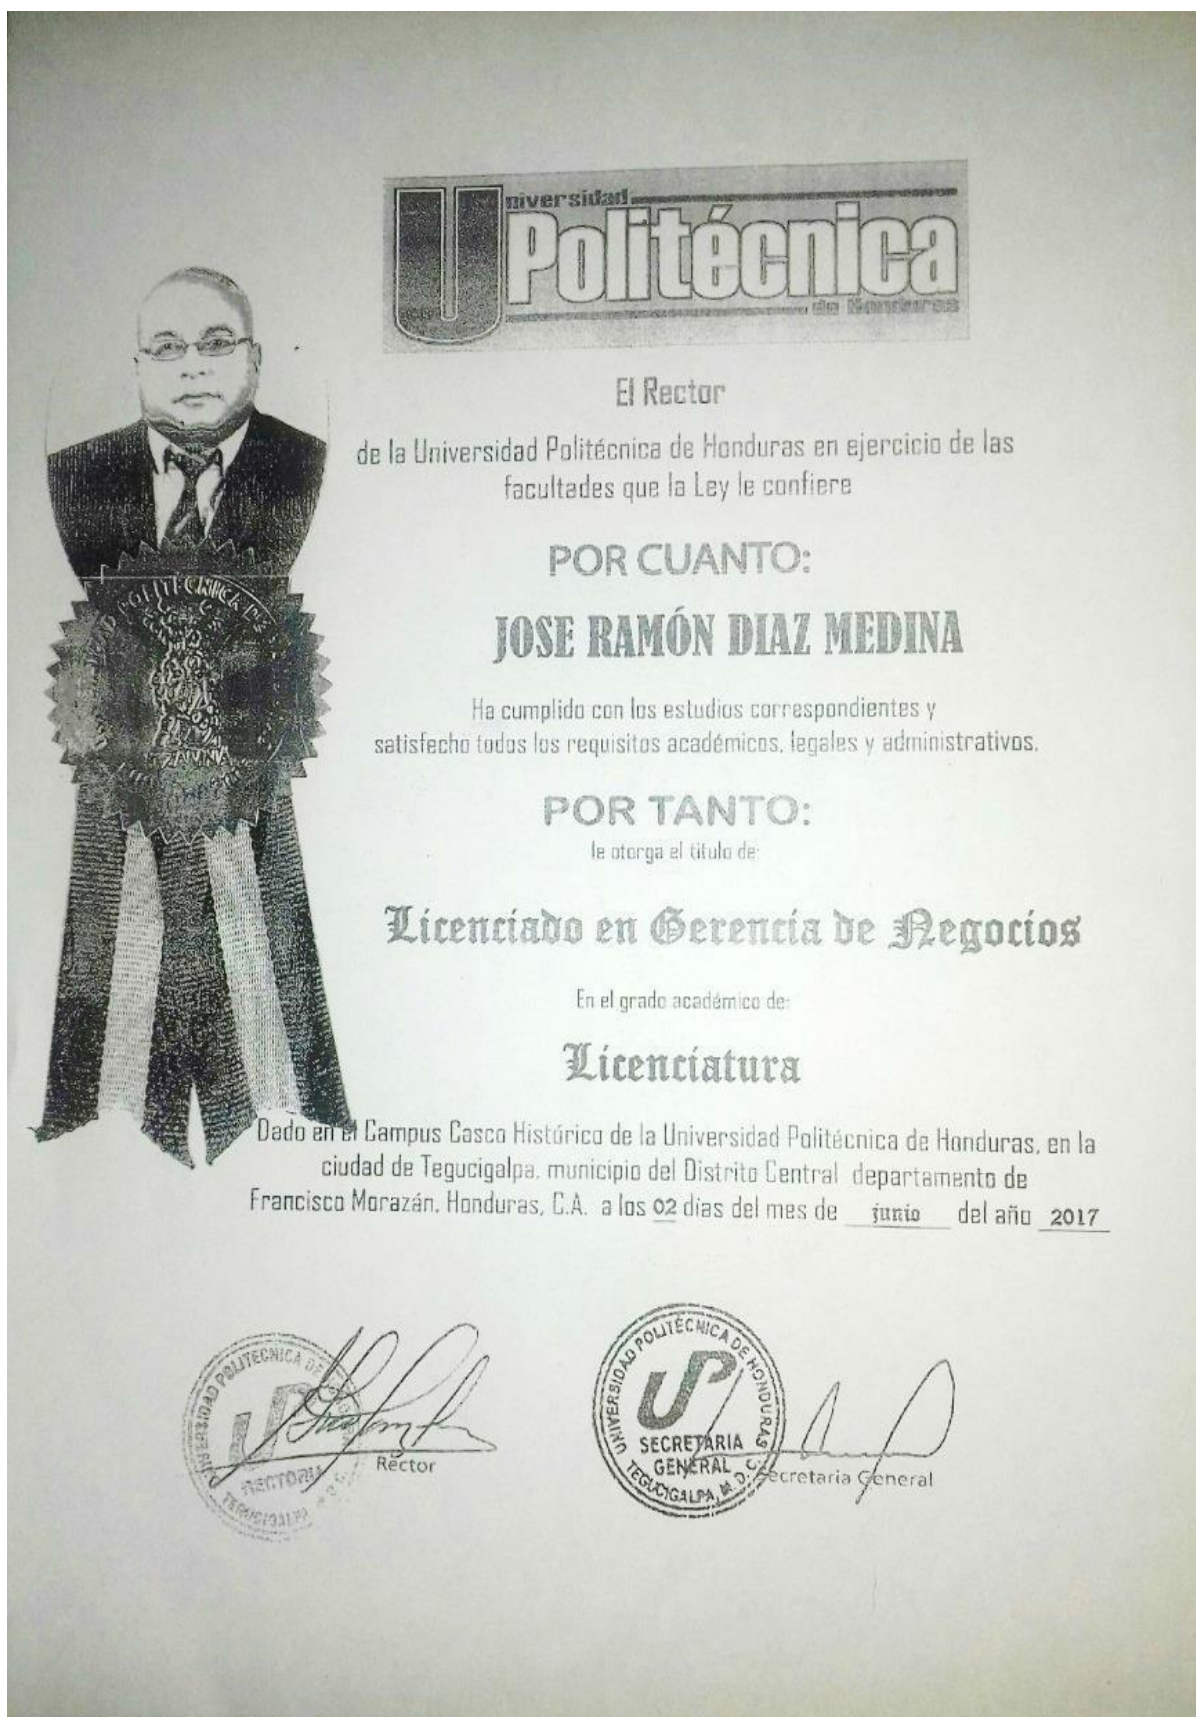 Universidad
Politécnica
de Honduras
El Rector
de la Universidad Politécnica de Honduras en ejercicio de las
facultades que la Ley le confiere
POR CUANTO:
JOSE RAMÓN DIAZ MEDINA
Ha cumplido con los estudios correspondientes y
satisfecho todos los requisitos académicos, legales y administrativos.
POR TANTO:
le otorga el titulo de:
Licenciado en Gerencia de Negocios
En el grado académico de:
Licenciatura
Dado en el Campus Casco Histórico de la Universidad Politécnica de Honduras, en la
ciudad de Tegucigalpa, municipio del Distrito Central departamento de
Francisco Morazán, Honduras, C.A. a los 02 días del mes de junio del año 2017
UNIVERSIDAD POLITECNICA DE
RECTORIA
TEGUCIGALPA
Rector
UNIVERSIDAD POLITÉCNICA DE HONDURAS
UP
SECRETARIA
GENERAL
TEGUCIGALPA, M. D. C.
Secretaria General